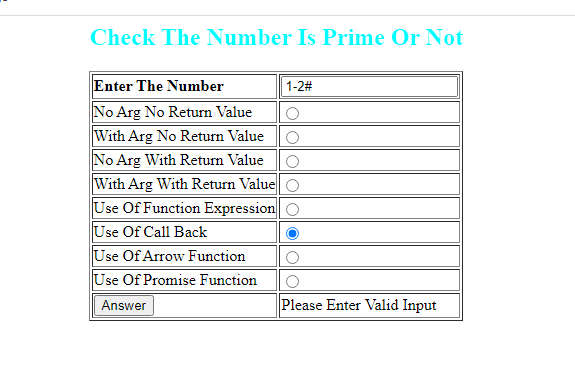 Check The Number Is Prime Or Not
Enter The Number 1-2#
No Arg No Return Value
With Arg No Return Value
No Arg With Return Value
With Arg With Return Value
Use Of Function Expression
Use Of Call Back
Use Of Arrow Function
Use Of Promise Function
Answer Please Enter Valid Input